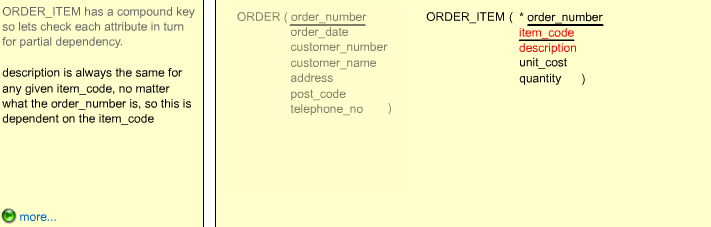 ORDER_ITEM has a compound key
so lets check each attribute in turn
for partial dependency.
description is always the same for
any given item_code, no matter
what the order_number is, so this is
dependent on the item_code
more...
ORDER ( order_number
order_date
customer_number
customer_name
address
post_code
telephone_no )
ORDER_ITEM ( * order_number
item_code
description
unit_cost
quantity )